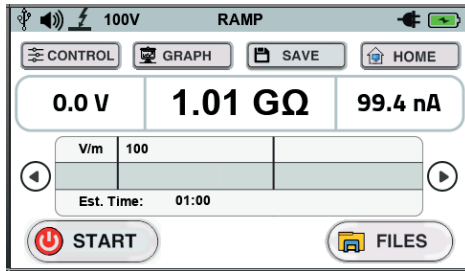 100V RAMP
CONTROL GRAPH SAVE HOME
0.0 V 1.01 GΩ 99.4 nA
V/m 100
Est. Time: 01:00
START FILES